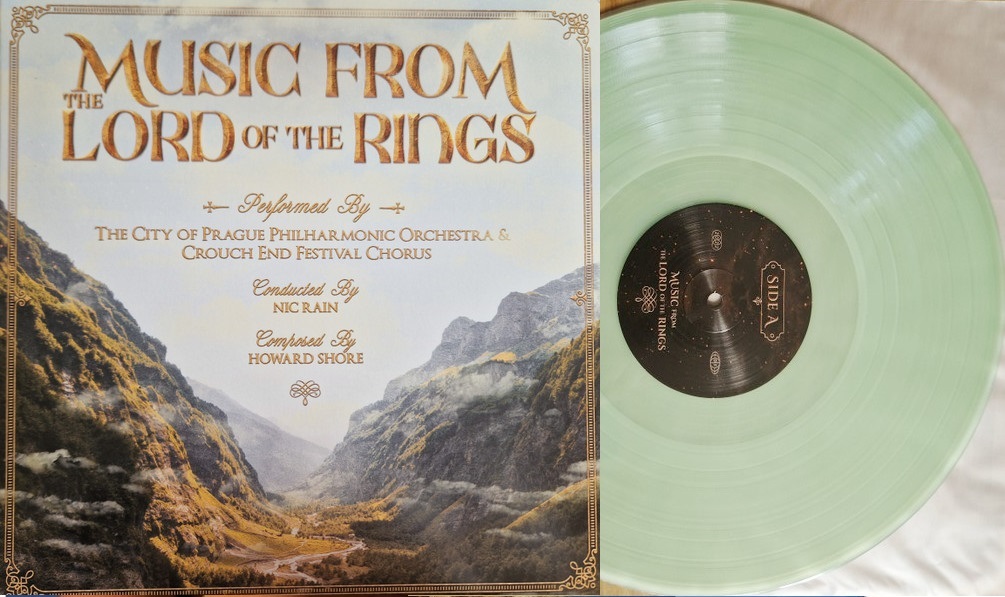 MUSIC FROM
THE
LORD OF THE RINGS
Performed By
THE CITY OF PRAGUE PHILHARMONIC ORCHESTRA &
CROUCH END FESTIVAL CHORUS
Conducted By
NIC RAIN
Composed By
HOWARD SHORE
SIDE A
MUSIC FROM
THE LORD OF THE RINGS